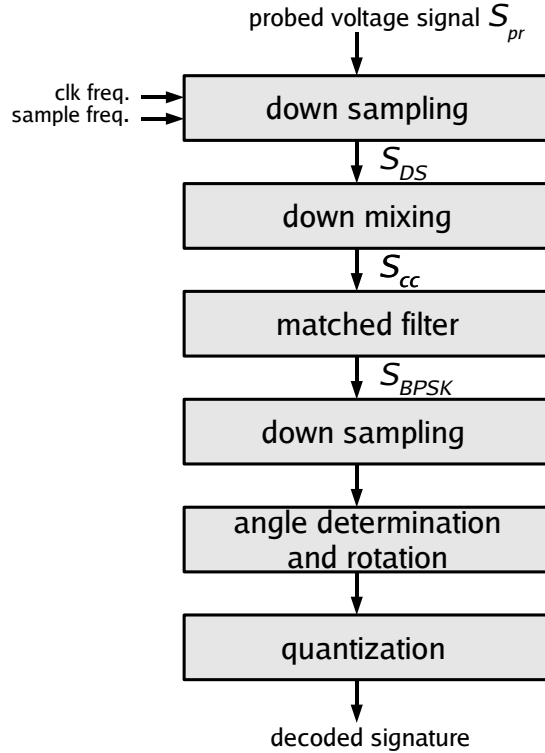 probed voltage signal S_pr
clk freq.
sample freq.
down sampling
S_DS
down mixing
S_cc
matched filter
S_BPSK
down sampling
angle determination
and rotation
quantization
decoded signature